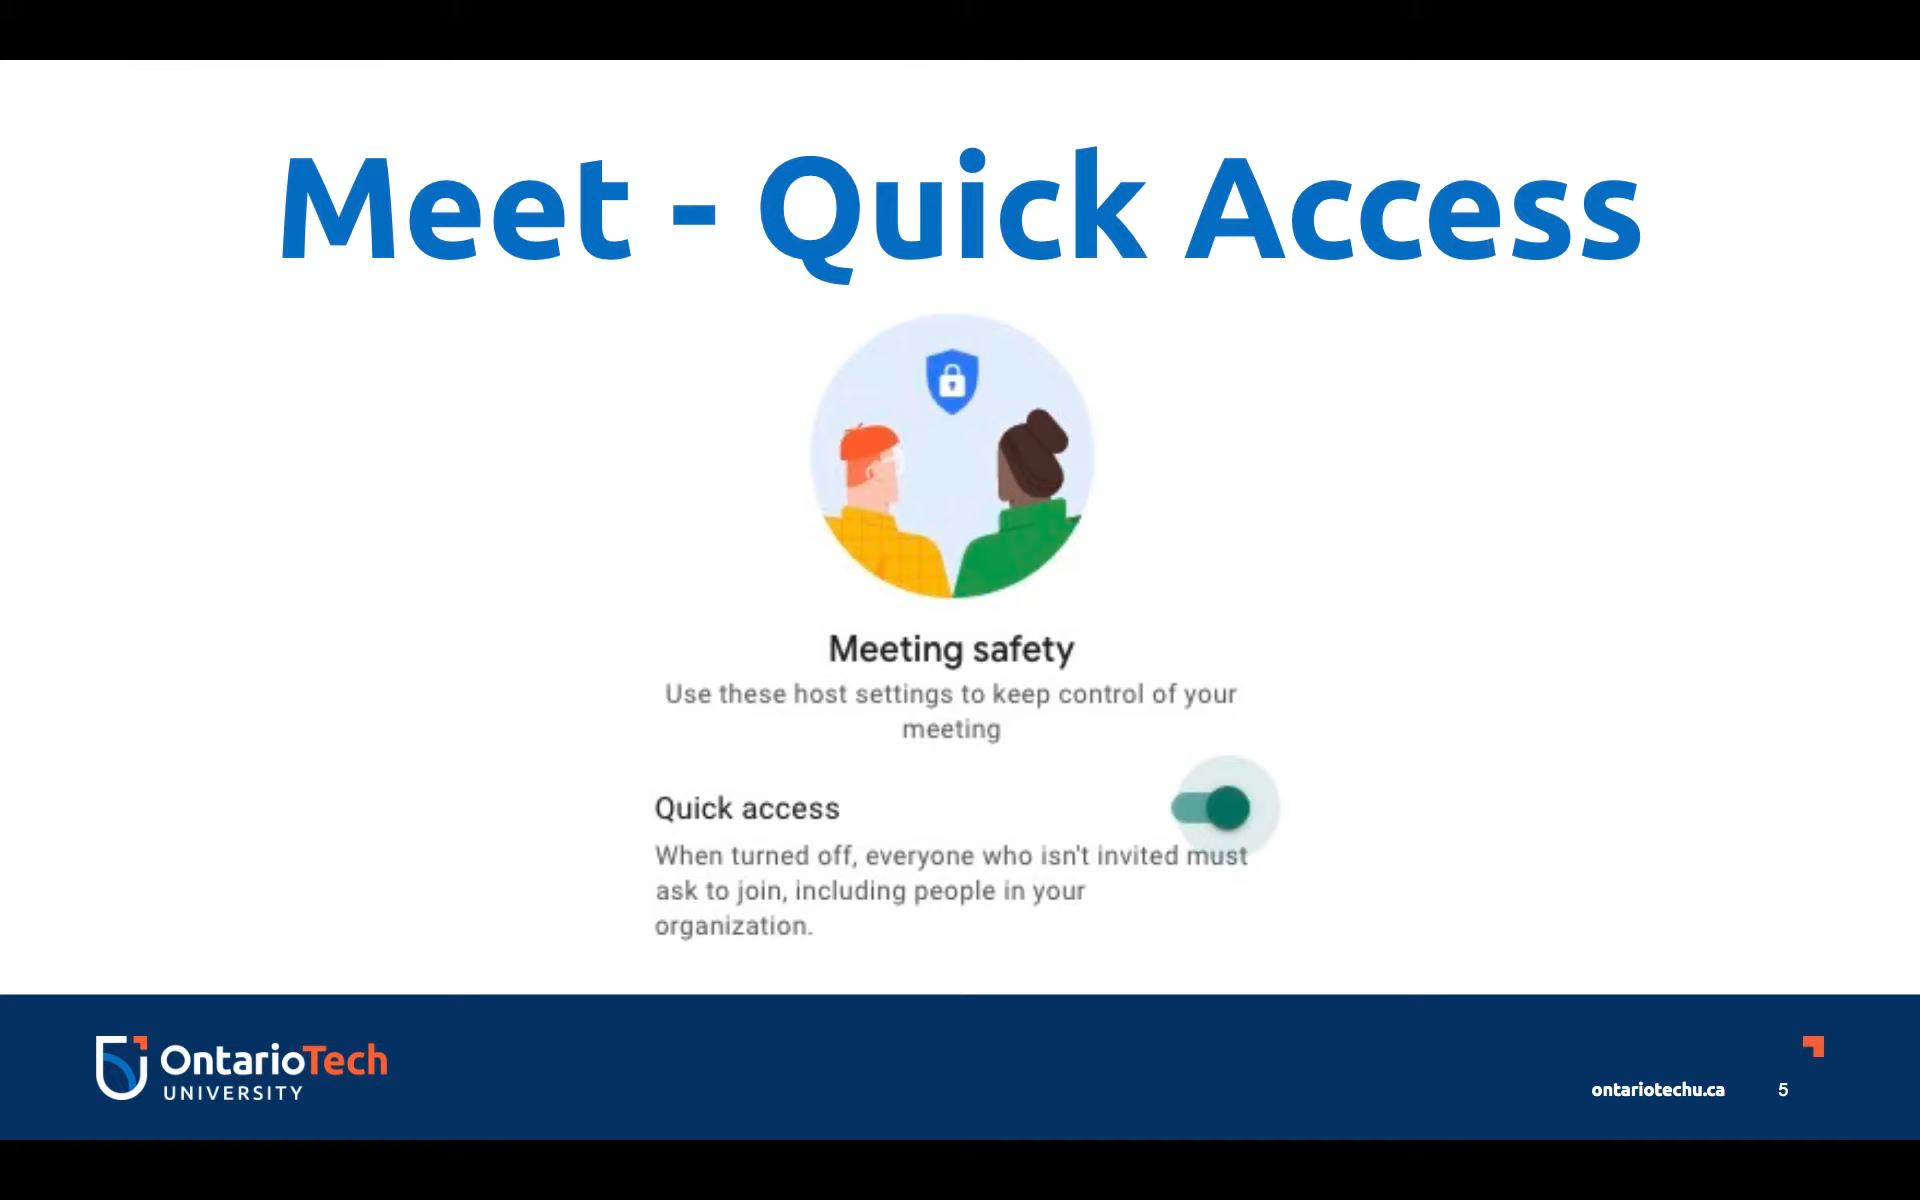 Meet - Quick Access
Meeting safety
Use these host settings to keep control of your
meeting
Quick access
When turned off, everyone who isn't invited must
ask to join, including people in your
organization.
OntarioTech
UNIVERSITY
ontariotechu.ca
5